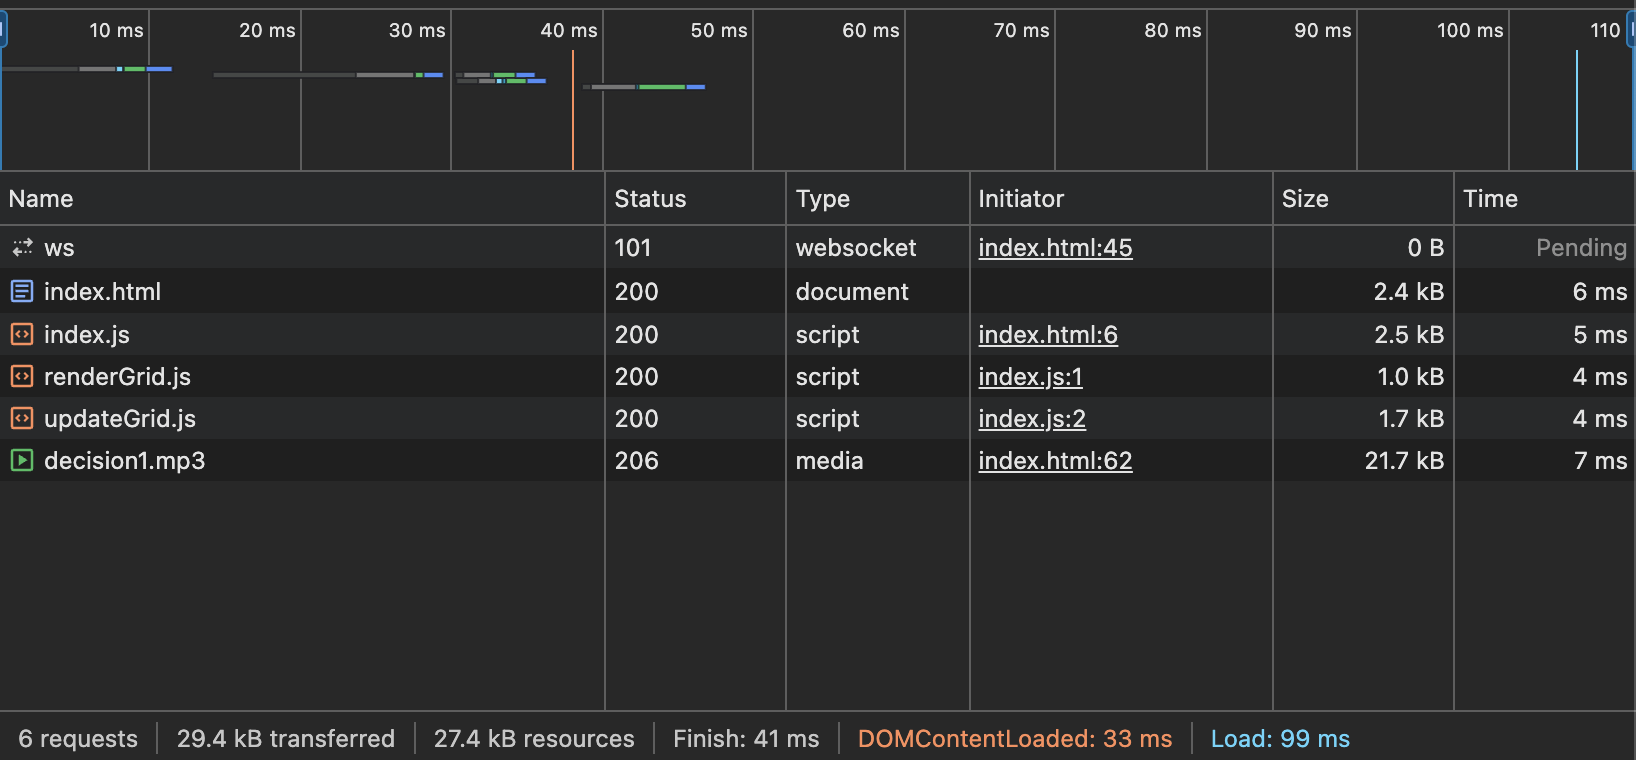 10 ms 20 ms 30 ms 40 ms 50 ms 60 ms 70 ms 80 ms 90 ms 100 ms 110
Name Status Type Initiator Size Time
ws 101 websocket index.html:45 0 B Pending
index.html 200 document 2.4 kB 6 ms
index.js 200 script index.html:6 2.5 kB 5 ms
renderGrid.js 200 script index.js:1 1.0 kB 4 ms
updateGrid.js 200 script index.js:2 1.7 kB 4 ms
decision1.mp3 206 media index.html:62 21.7 kB 7 ms
6 requests 29.4 kB transferred 27.4 kB resources Finish: 41 ms DOMContentLoaded: 33 ms Load: 99 ms